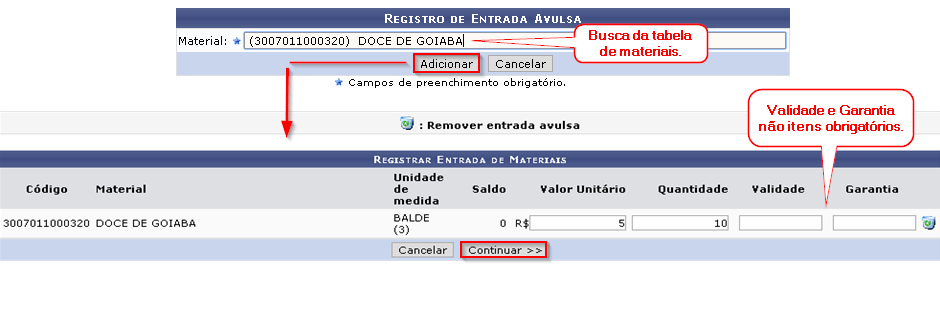 Registro de Entrada Avulsa
Material: (3007011000320) DOCE DE GOIABA
Busca da tabela
de materiais.
Adicionar Cancelar
Campos de preenchimento obrigatório.
: Remover entrada avulsa
Validade e Garantia
não itens obrigatórios.
Registrar Entrada de Materiais
Código Material Unidade de medida Saldo Valor Unitário Quantidade Validade Garantia
3007011000320 DOCE DE GOIABA BALDE (3) 0 R$ 5 10
Cancelar Continuar >>